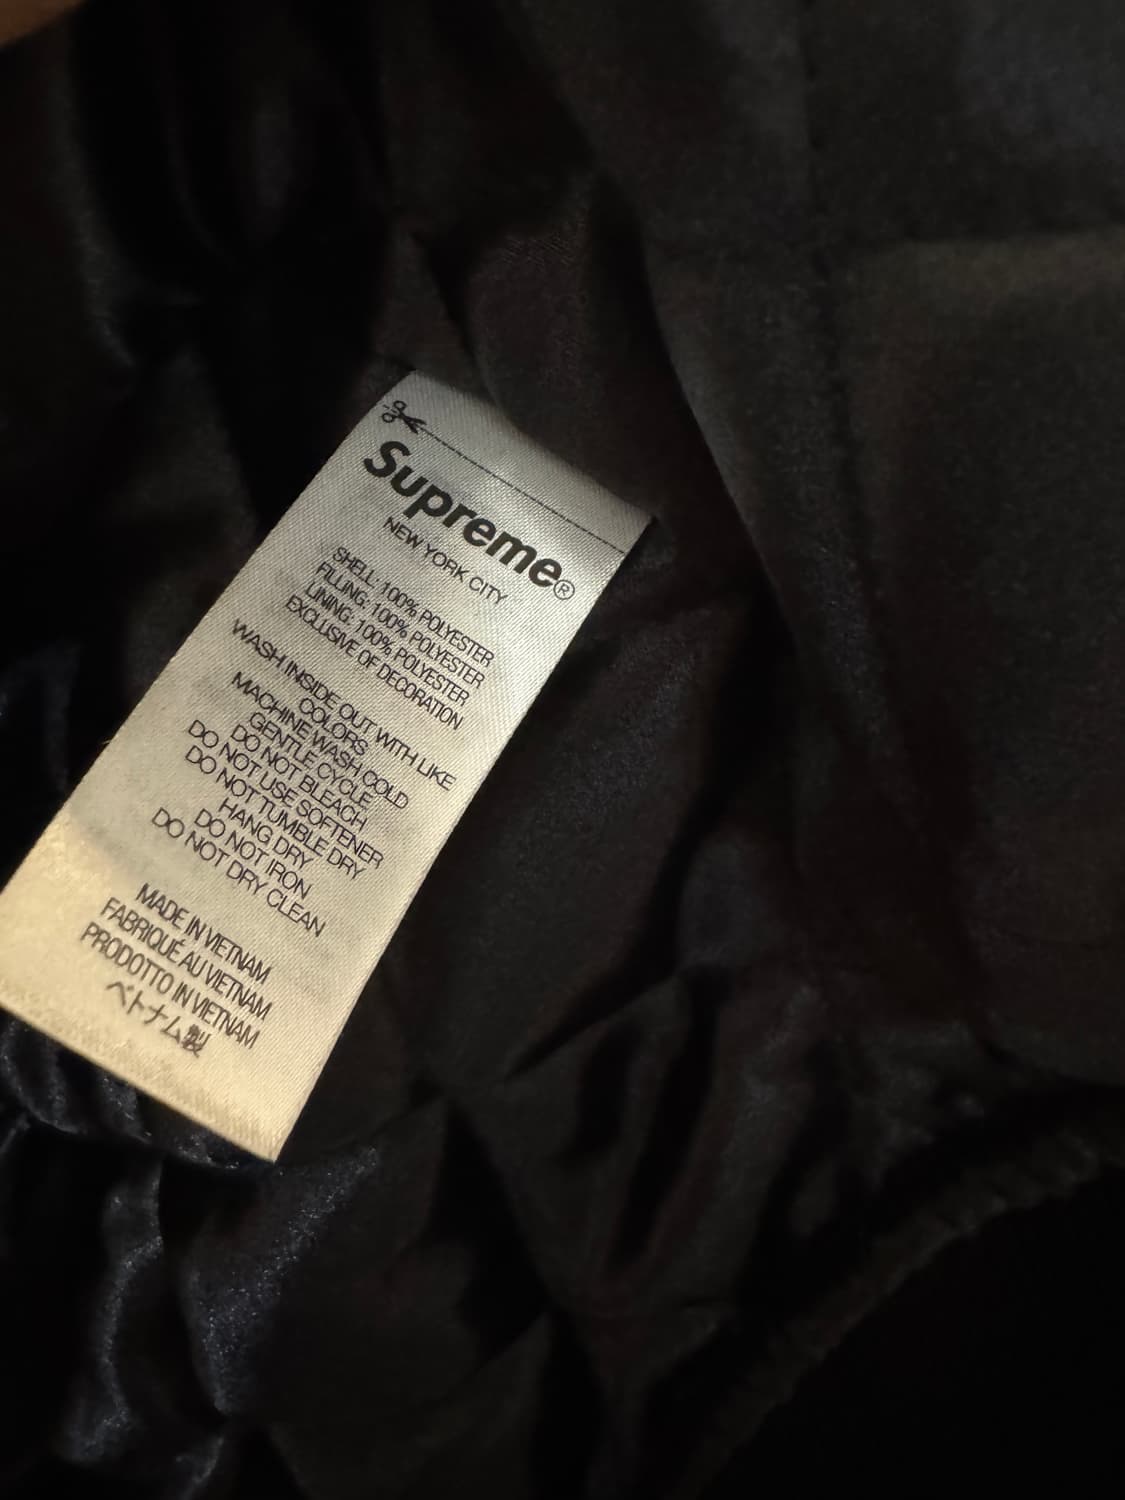 Supreme®
NEW YORK CITY
SHELL: 100% POLYESTER
FILLING: 100% POLYESTER
LINING: 100% POLYESTER
EXCLUSIVE OF DECORATION
WASH INSIDE OUT WITH LIKE
COLORS
MACHINE WASH COLD
GENTLE CYCLE
DO NOT BLEACH
DO NOT USE SOFTENER
DO NOT TUMBLE DRY
HANG DRY
DO NOT IRON
DO NOT DRY CLEAN
MADE IN VIETNAM
FABRIQUÉ AU VIETNAM
PRODOTTO IN VIETNAM
ベトナム製